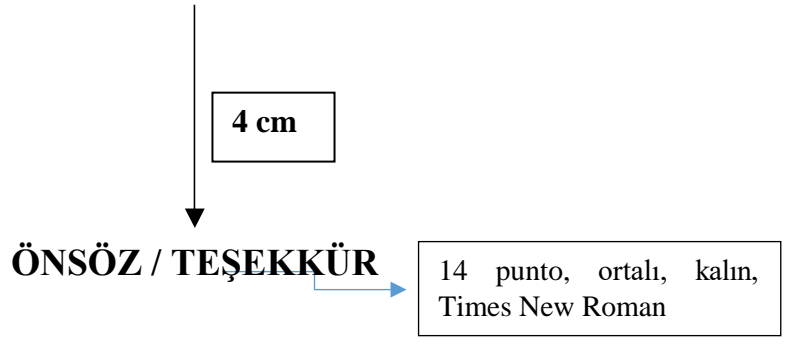 4 cm
ÖNSÖZ / TEŞEKKÜR
14 punto, ortalı, kalın,
Times New Roman